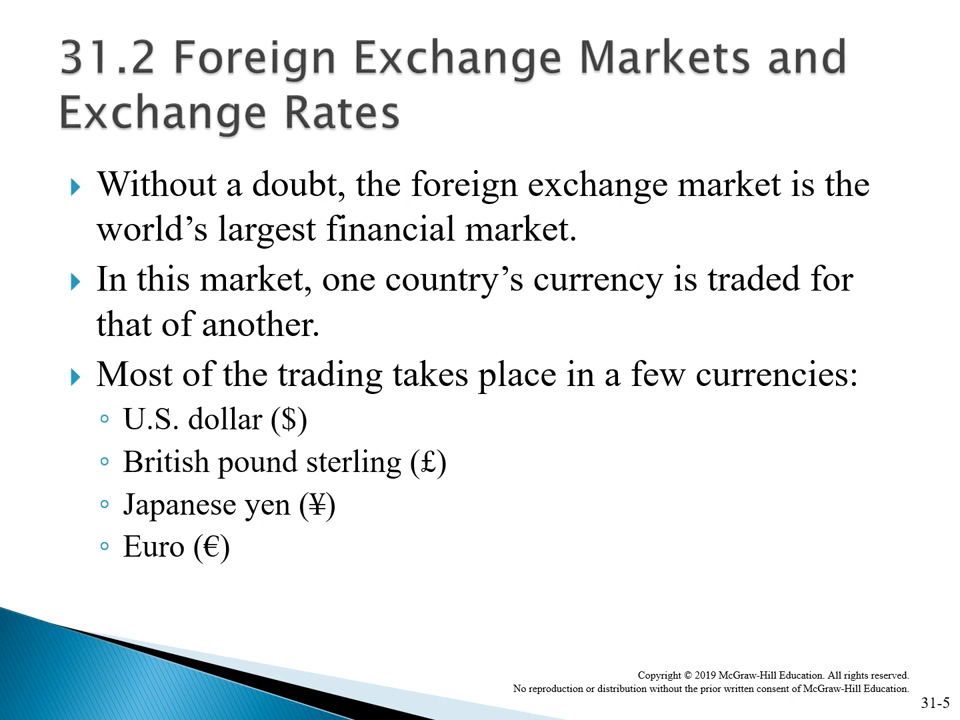 31.2 Foreign Exchange Markets and
Exchange Rates
Without a doubt, the foreign exchange market is the
world’s largest financial market.
In this market, one country’s currency is traded for
that of another.
Most of the trading takes place in a few currencies:
U.S. dollar ($)
British pound sterling (£)
Japanese yen (¥)
Euro (€)
Copyright © 2019 McGraw-Hill Education. All rights reserved.
No reproduction or distribution without the prior written consent of McGraw-Hill Education.
31-5